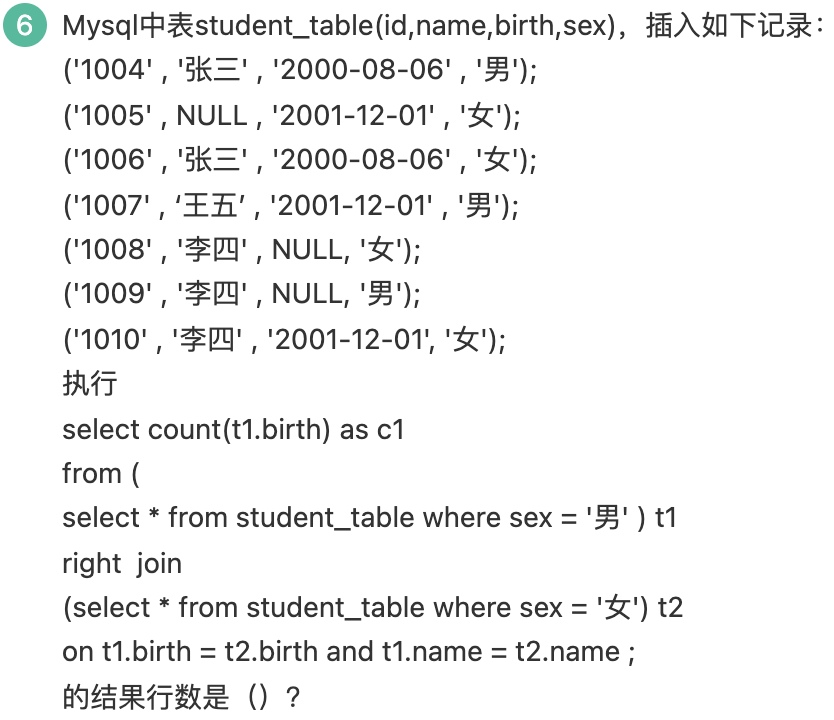 6 Mysql中表student_table(id,name,birth,sex)，插入如下记录：
('1004' , '张三' , '2000-08-06' , '男');
('1005' , NULL , '2001-12-01' , '女');
('1006' , '张三' , '2000-08-06' , '女');
('1007' , ‘王五’ , '2001-12-01' , '男');
('1008' , '李四' , NULL, '女');
('1009' , '李四' , NULL, '男');
('1010' , '李四' , '2001-12-01', '女');
执行
select count(t1.birth) as c1
from (
select * from student_table where sex = '男' ) t1
right  join
(select * from student_table where sex = '女') t2
on t1.birth = t2.birth and t1.name = t2.name ;
的结果行数是（）？